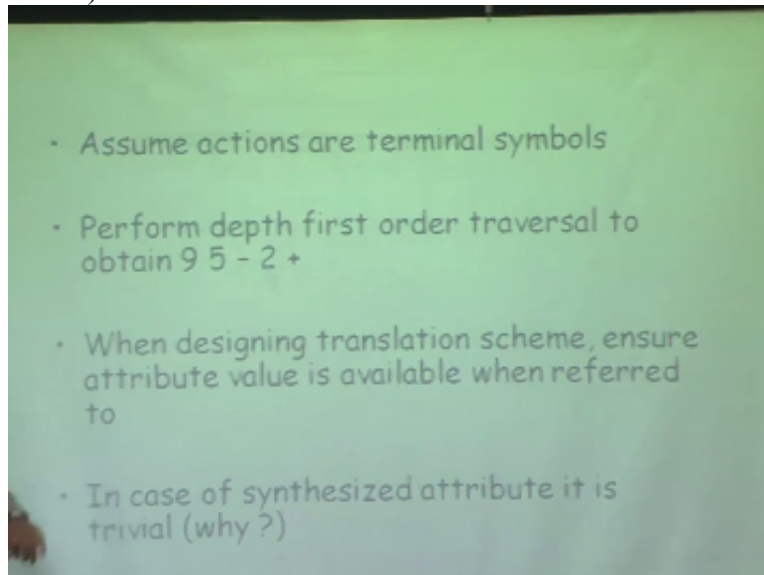 · Assume actions are terminal symbols
· Perform depth first order traversal to
obtain 9 5 - 2 +
· When designing translation scheme, ensure
attribute value is available when referred
to
· In case of synthesized attribute it is
trivial (why ?)